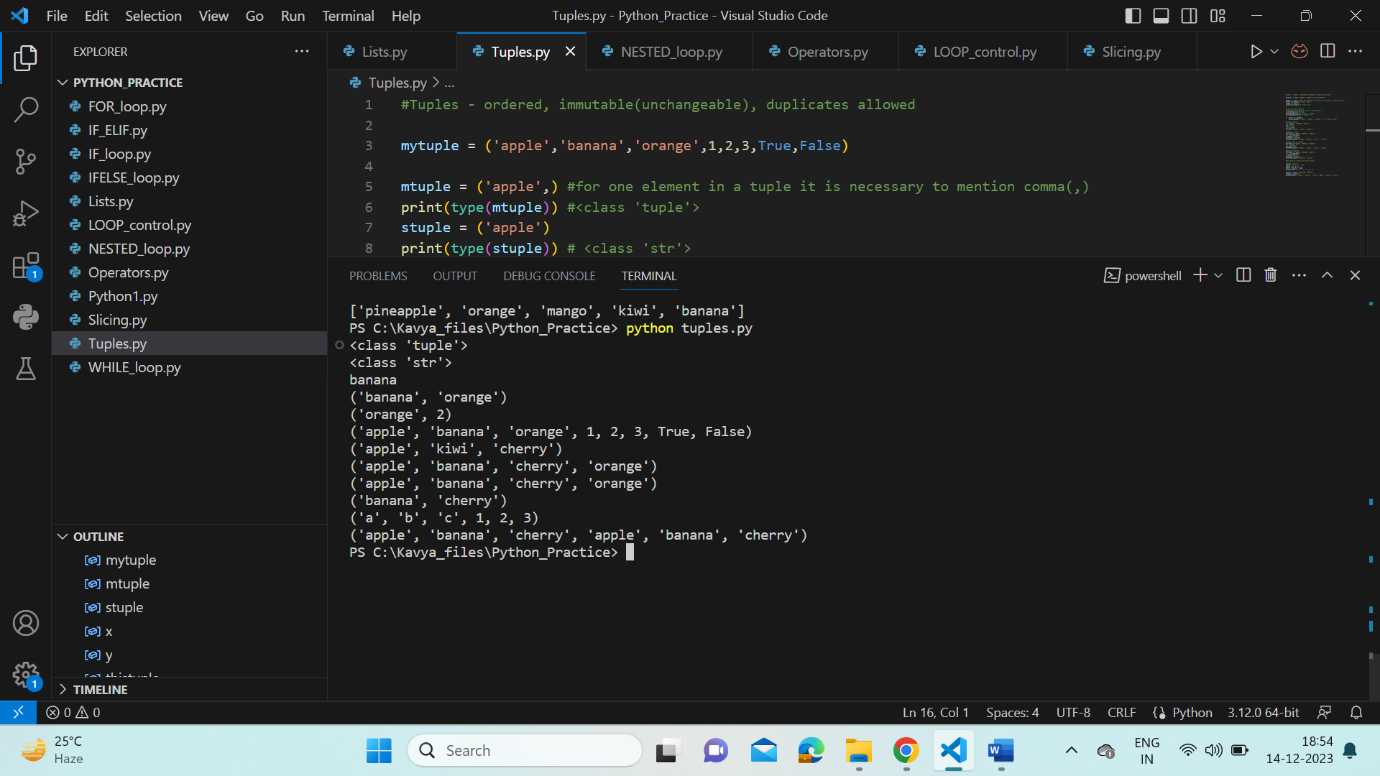 File Edit Selection View Go Run Terminal Help
Tuples.py - Python_Practice - Visual Studio Code
EXPLORER
PYTHON_PRACTICE
FOR_loop.py
IF_ELIF.py
IF_loop.py
IFELSE_loop.py
Lists.py
LOOP_control.py
NESTED_loop.py
Operators.py
Python1.py
Slicing.py
Tuples.py
WHILE_loop.py
OUTLINE
mytuple
mtuple
stuple
x
y
TIMELINE
1
1
Lists.py Tuples.py NESTED_loop.py Operators.py LOOP_control.py Slicing.py
Tuples.py > ...
1 #Tuples - ordered, immutable(unchangeable), duplicates allowed
2
3 mytuple = ('apple','banana','orange',1,2,3,True,False)
4
5 mtuple = ('apple',) #for one element in a tuple it is necessary to mention comma(,)
6 print(type(mtuple)) #<class 'tuple'>
7 stuple = ('apple')
8 print(type(stuple)) # <class 'str'>
PROBLEMS OUTPUT DEBUG CONSOLE TERMINAL
powershell
['pineapple', 'orange', 'mango', 'kiwi', 'banana']
PS C:\Kavya_files\Python_Practice> python tuples.py
<class 'tuple'>
<class 'str'>
banana
('banana', 'orange')
('orange', 2)
('apple', 'banana', 'orange', 1, 2, 3, True, False)
('apple', 'kiwi', 'cherry')
('apple', 'banana', 'cherry', 'orange')
('apple', 'banana', 'cherry', 'orange')
('banana', 'cherry')
('a', 'b', 'c', 1, 2, 3)
('apple', 'banana', 'cherry', 'apple', 'banana', 'cherry')
PS C:\Kavya_files\Python_Practice>
0 0
Ln 16, Col 1 Spaces: 4 UTF-8 CRLF Python 3.12.0 64-bit
25°C
Haze
Search
ENG
IN
18:54
14-12-2023